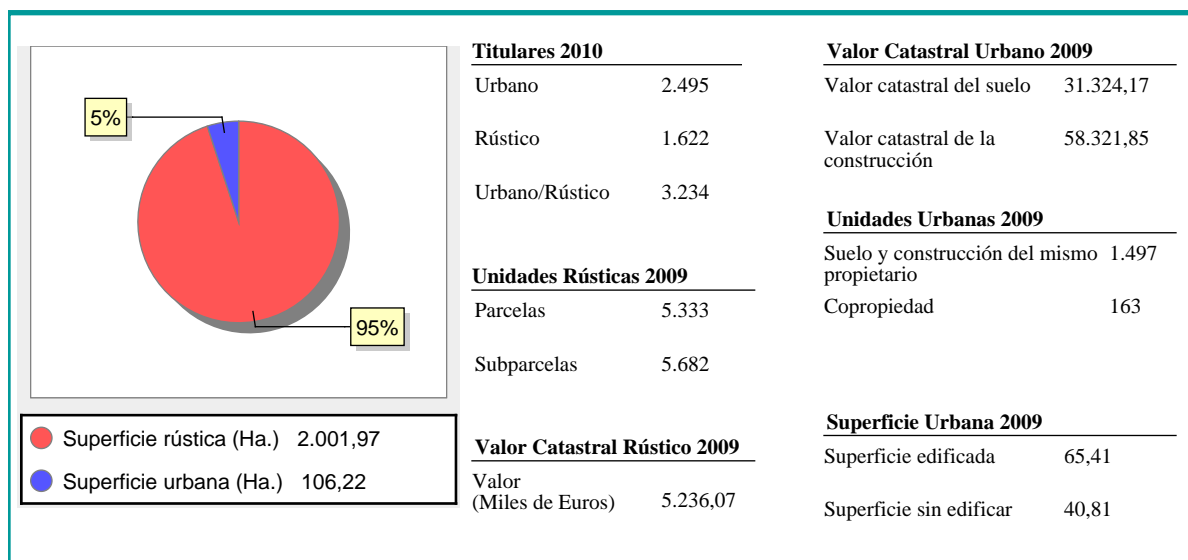 5%
95%
Superficie rústica (Ha.) 2.001,97
Superficie urbana (Ha.) 106,22
Titulares 2010
Urbano 2.495
Rústico 1.622
Urbano/Rústico 3.234
Unidades Rústicas 2009
Parcelas 5.333
Subparcelas 5.682
Valor Catastral Rústico 2009
Valor
(Miles de Euros) 5.236,07
Valor Catastral Urbano 2009
Valor catastral del suelo 31.324,17
Valor catastral de la 58.321,85
construcción
Unidades Urbanas 2009
Suelo y construcción del mismo 1.497
propietario
Copropiedad 163
Superficie Urbana 2009
Superficie edificada 65,41
Superficie sin edificar 40,81